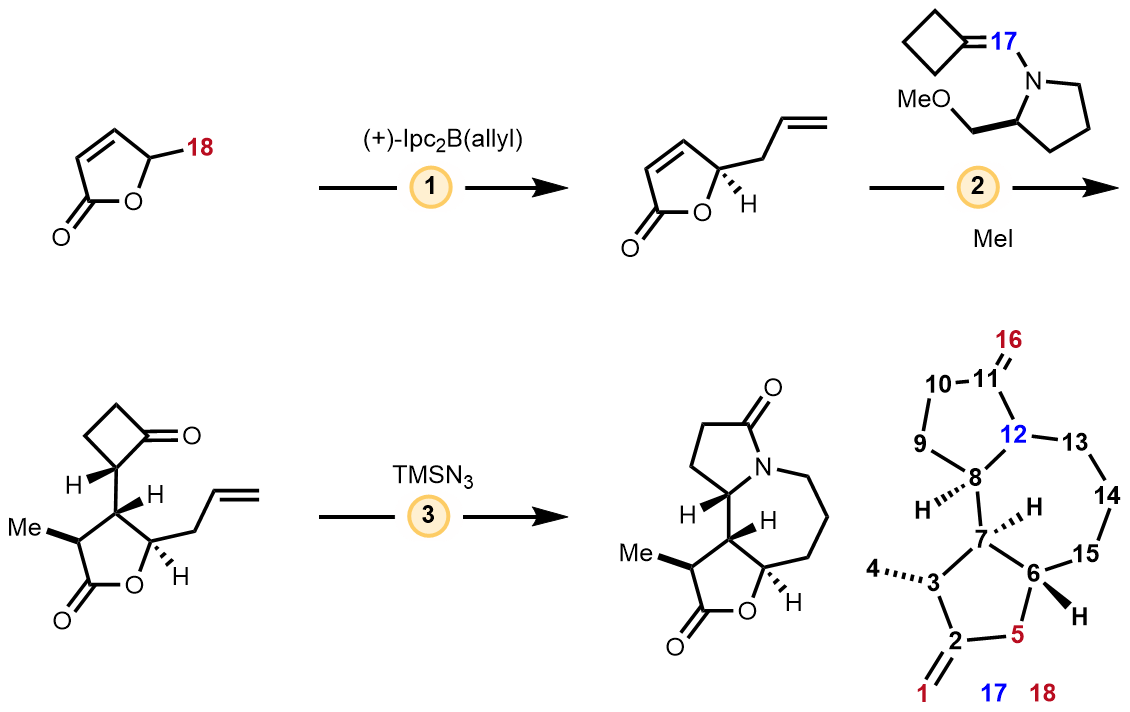 17
N
MeO
18
O
O
(+)-Ipc₂B(allyl)
1
O
O
H
2
MeI
O
H
H
Me
O
O
H
TMSN₃
3
O
N
H
H
Me
O
O
H
16
10
11
9
12
13
8
14
H
H
7
15
4
3
6
H
2
5
1
17
18